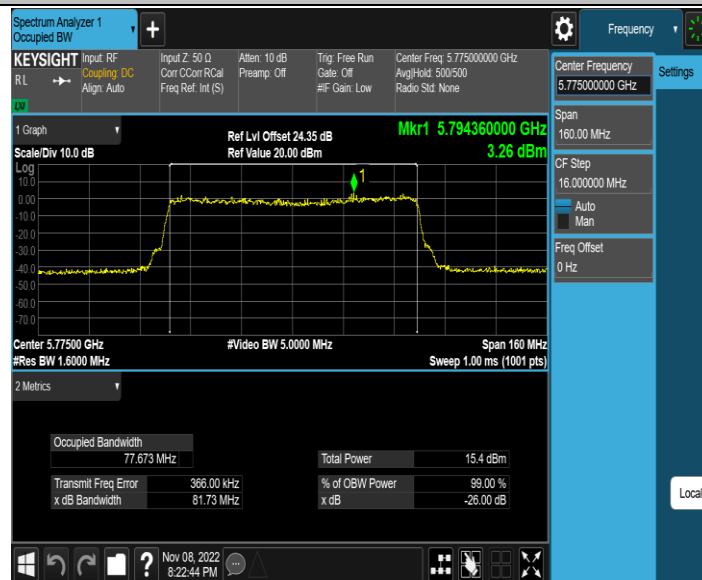 Spectrum Analyzer 1
Occupied BW
Frequency
KEYSIGHT
RL
Input: RF
Coupling: DC
Align: Auto
Input Z: 50 Ω
Corr CCorr RCal
Freq Ref: Int (S)
Atten: 10 dB
Preamp: Off
Trig: Free Run
Gate: Off
#IF Gain: Low
Center Freq: 5.775000000 GHz
Avg|Hold: 500/500
Radio Std: None
Center Frequency
5.775000000 GHz
Settings
Span
160.00 MHz
CF Step
16.000000 MHz
Auto
Man
Freq Offset
0 Hz
1 Graph
Scale/Div 10.0 dB
Ref Lvl Offset 24.35 dB
Ref Value 20.00 dBm
Mkr1 5.794360000 GHz
3.26 dBm
Log
10.0
0.00
-10.0
-20.0
-30.0
-40.0
-50.0
-60.0
-70.0
1
Center 5.77500 GHz
#Video BW 5.0000 MHz
Span 160 MHz
#Res BW 1.6000 MHz
Sweep 1.00 ms (1001 pts)
2 Metrics
Occupied Bandwidth
77.673 MHz
Total Power 15.4 dBm
Transmit Freq Error 366.00 kHz
% of OBW Power 99.00 %
x dB Bandwidth 81.73 MHz
x dB -26.00 dB
Local
Nov 08, 2022
8:22:44 PM